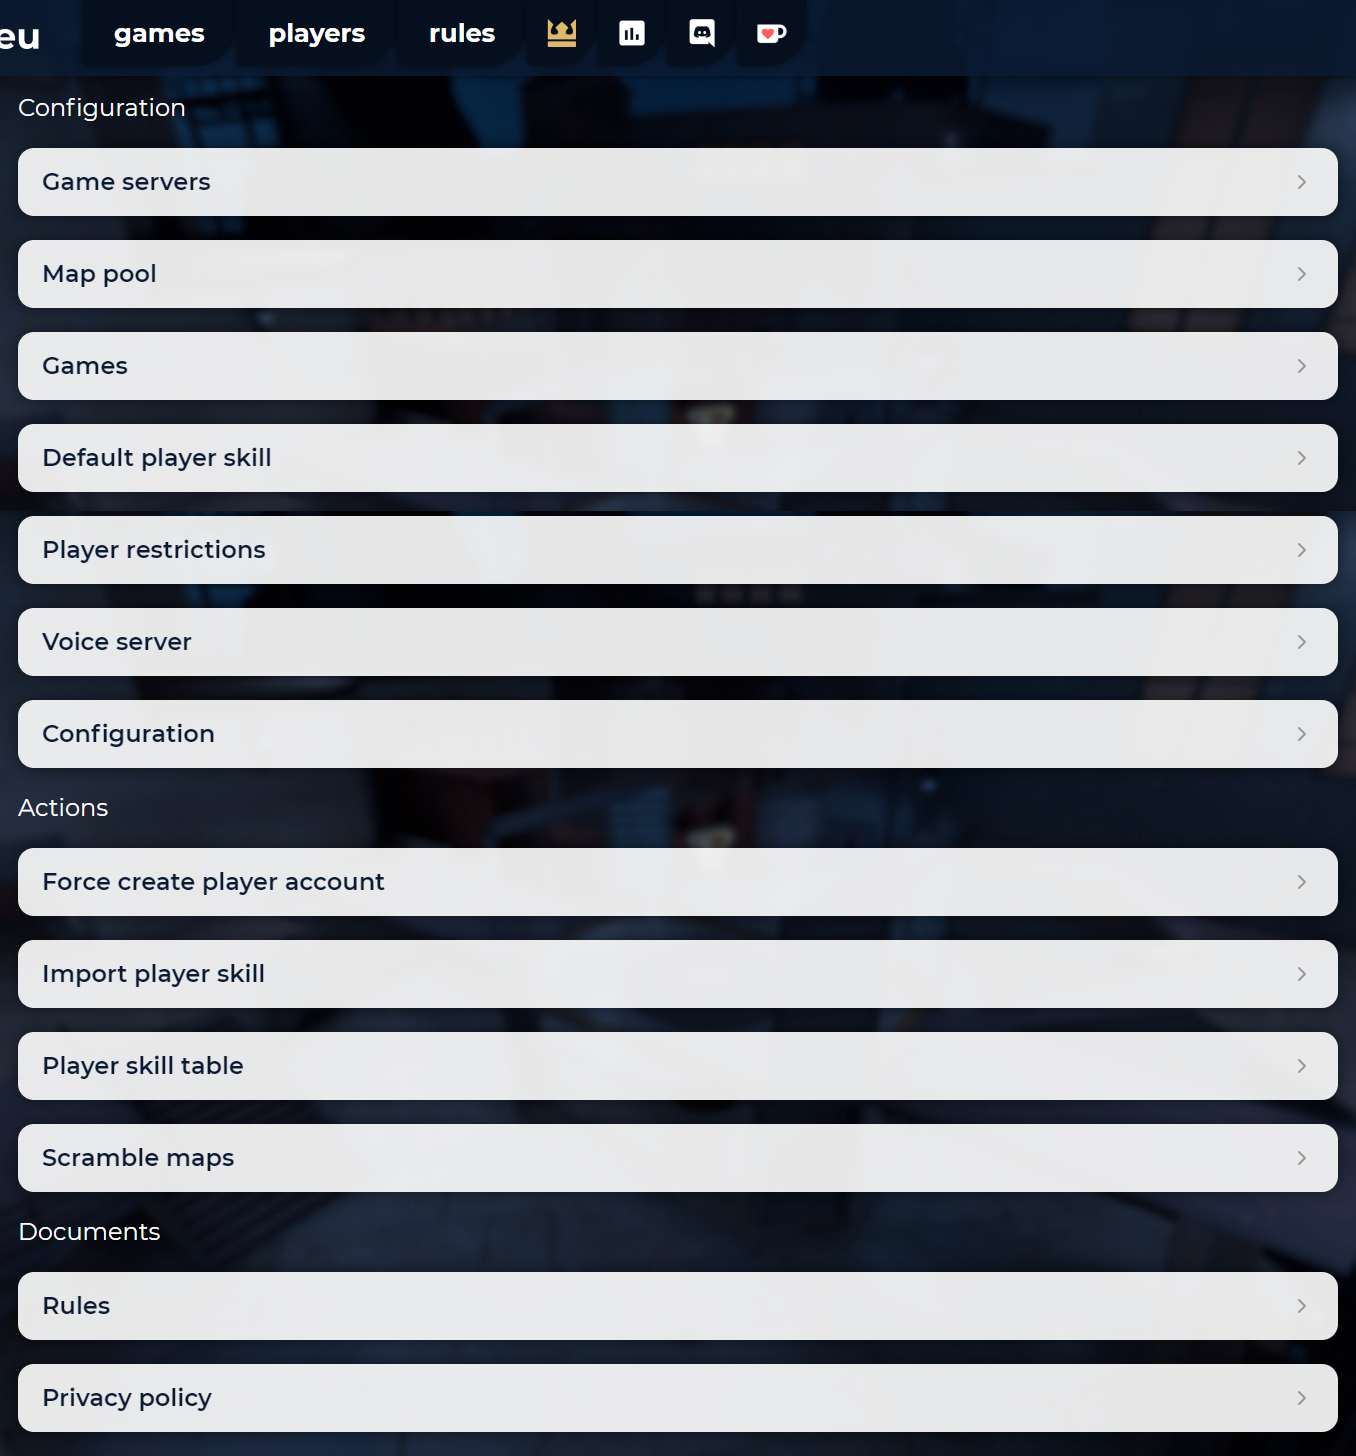 eu games players rules
Configuration
Game servers
Map pool
Games
Default player skill
Player restrictions
Voice server
Configuration
Actions
Force create player account
Import player skill
Player skill table
Scramble maps
Documents
Rules
Privacy policy